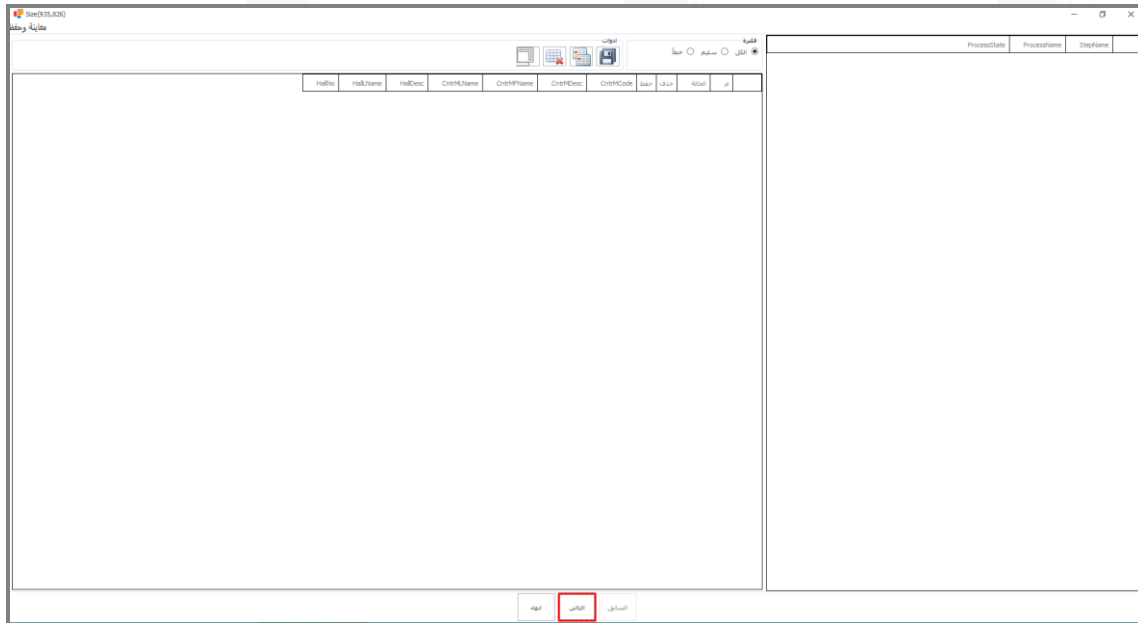 Size(935,826)
معاينة وحفظ
فلترة
الكل سليم خطأ
ادوات
StepName ProcessName ProcessState
م الحالة حذف حفظ CntrMCode CntrMDesc CntrMFName CntrMLName HallDesc HallLName HallNo
السابق التالي انهاء